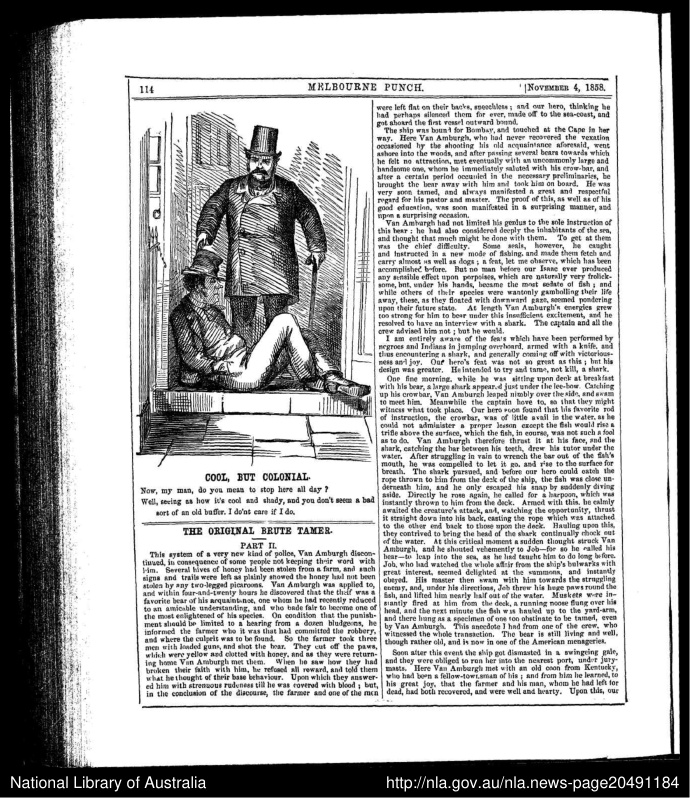 114
MELBOURNE PUNCH.
[NOVEMBER 4, 1858.
COOL, BUT COLONIAL.
Now, my man, do you mean to stop here all day ?
Well, seeing as how it's cool and shady, and you don't seem a bad
sort of an old buffer. I do'nt care if I do.
THE ORIGINAL BRUTE TAMER.
PART II.
This system of a very new kind of police, Van Amburgh discon-
tinued, in consequence of some people not keeping their word with
him. Several hives of honey had been stolen from a farm, and such
signs and trails were left as plainly showed the honey had not been
stolen by any two-legged picaroons. Van Amburgh was applied to,
and within four-and-twenty hours he discovered that the thief was a
favorite bear of his acquaintance, one whom he had recently reduced
to an amicable understanding, and who bade fair to become one of
the most enlightened of his species. On condition that the punish-
ment should be limited to a hearing from a dozen bludgeons, he
informed the farmer who it was that had committed the robbery,
and where the culprit was to be found. So the farmer took three
men with loaded guns, and shot the bear. They cut off the paws,
which were yellow and clotted with honey, and as they were return-
ing home Van Amburgh met them. When he saw how they had
broken their faith with him, he refused all reward, and told them
what he thought of their base behaviour. Upon which they answer-
ed him with strenuous rudeness till he was covered with blood ; but,
in the conclusion of the discourse, the farmer and one of the men
were left flat on their backs, speechless ; and our hero, thinking he
had perhaps silenced them for ever, made off to the sea-coast, and
got aboard the first vessel outward bound.
The ship was bound for Bombay, and touched at the Cape in her
way. Here Van Amburgh, who had never recovered the vexation
occasioned by the shooting his old acquaintance aforesaid, went
ashore into the woods, and after passing several bears towards which
he felt no attraction, met eventually with an uncommonly large and
handsome one, whom he immediately saluted with his crow-bar, and
after a certain period occupied in the necessary preliminaries, he
brought the bear away with him and took him on board. He was
very soon tamed, and always manifested a great and respectful
regard for his pastor and master. The proof of this, as well as of his
good education, was soon manifested in a surprising manner, and
upon a surprising occasion.
Van Amburgh had not limited his genius to the sole instruction of
this bear : he had also considered deeply the inhabitants of the sea,
and thought that much might be done with them. To get at them
was the chief difficulty. Some seals, however, he caught
and instructed in a new mode of fishing, and made them fetch and
carry almost as well as dogs ; a feat, let me observe, which has been
accomplished before. But no man before our Isaac ever produced
any sensible effect upon porpoises, which are naturally very frolick-
some, but, under his hands, became the most sedate of fish ; and
while others of their species were wantonly gambolling their life
away, these, as they floated with downward gaze, seemed pondering
upon their future state. At length Van Amburgh's energies grew
too strong for him to bear under this insufficient excitement, and he
resolved to have an interview with a shark. The captain and all the
crew advised him not ; but he would.
I am entirely aware of the feats which have been performed by
negroes and Indians in jumping overboard, armed with a knife, and
thus encountering a shark, and generally coming off with victorious-
ness and joy. Our hero's feat was not so great as this ; but his
design was greater. He intended to try and tame, not kill, a shark.
One fine morning, while he was sitting upon deck at breakfast
with his bear, a large shark appeared just under the lee-bow. Catching
up his crowbar, Van Amburgh leaped nimbly over the side, and swam
to meet him. Meanwhile the captain hove to, so that they might
witness what took place. Our hero soon found that his favorite rod
of instruction, the crowbar, was of little avail in the water, as he
could not administer a proper lesson except the fish would rise a
trifle above the surface, which the fish, in course, was not such a fool
as to do. Van Amburgh therefore thrust it at his face, and the
shark, catching the bar between his teeth, drew his tutor under the
water. After struggling in vain to wrench the bar out of the fish's
mouth, he was compelled to let it go, and rise to the surface for
breath. The shark pursued, and before our hero could catch the
rope thrown to him from the deck of the ship, the fish was close un-
derneath him, and he only escaped his snap by suddenly diving
aside. Directly he rose again, he called for a harpoon, which was
instantly thrown to him from the deck. Armed with this, he calmly
awaited the creature's attack, and, watching the opportunity, thrust
it straight down into his back, casting the rope which was attached
to the other end back to those upon the deck. Hauling upon this,
they contrived to bring the head of the shark continually chuck out
of the water. At this critical moment a sudden thought struck Van
Amburgh, and he shouted vehemently to Job—for so he called his
bear—to leap into the sea, as he had taught him to do long before.
Job, who had watched the whole affair from the ship's bulwarks with
great interest, seemed delighted at the summons, and instantly
obeyed. His master then swam with him towards the struggling
enemy, and, under his directions, Job threw his huge paws round the
fish, and lifted him nearly half out of the water. Muskets were in-
stantly fired at him from the deck, a running noose flung over his
head, and the next minute the fish was hauled up to the yard-arm,
and there hung as a specimen of one too obstinate to be tamed, even
by Van Amburgh. This anecdote I had from one of the crew, who
witnessed the whole transaction. The bear is still living and well,
though rather old, and is now in one of the American menageries.
Soon after this event the ship got dismasted in a swingeing gale,
and they were obliged to run her into the nearest port, under jury-
masts. Here Van Amburgh met with an old coon from Kentucky,
who had been a fellow-townsman of his ; and from him he learned, to
his great joy, that the farmer and his man, whom he had left for
dead, had both recovered, and were well and hearty. Upon this, our
National Library of Australia
http://nla.gov.au/nla.news-page20491184